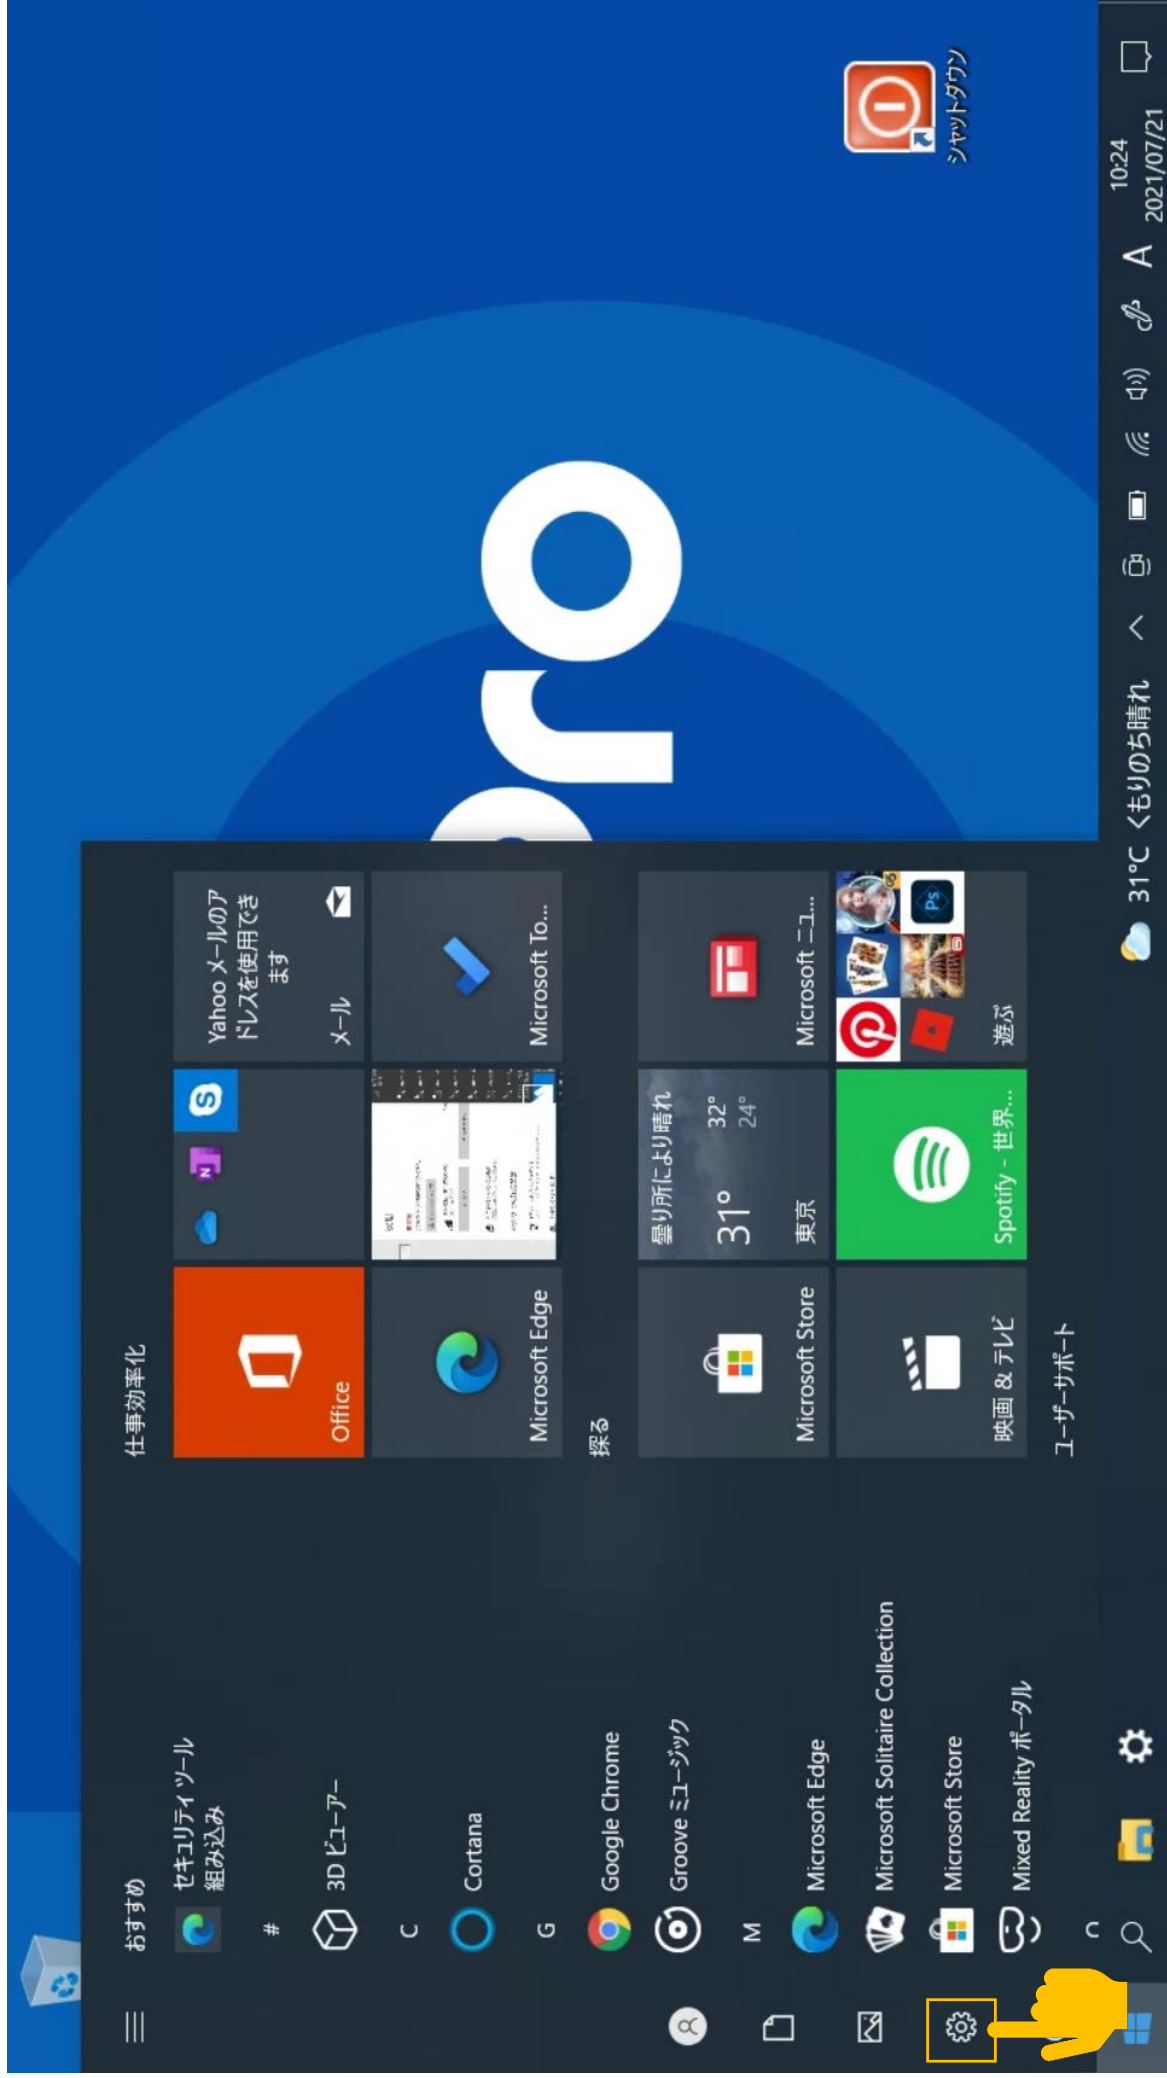 おすすめ
セキュリティ ツール
組み込み
#
3D ビューアー
C
Cortana
G
Google Chrome
Groove ミュージック
M
Microsoft Edge
Microsoft Solitaire Collection
Microsoft Store
Mixed Reality ポータル
仕事効率化
Office
Yahoo メールのア
ドレスを使用でき
ます
メール
Microsoft Edge
Microsoft To...
探る
Microsoft Store
曇り所により晴れ
31°
32°
24°
東京
Microsoft ニュ...
映画 & テレビ
Spotify - 世界...
Ps
遊ぶ
ユーザーサポート
ro
シャットダウン
31°C くもりのち晴れ
A
10:24
2021/07/21